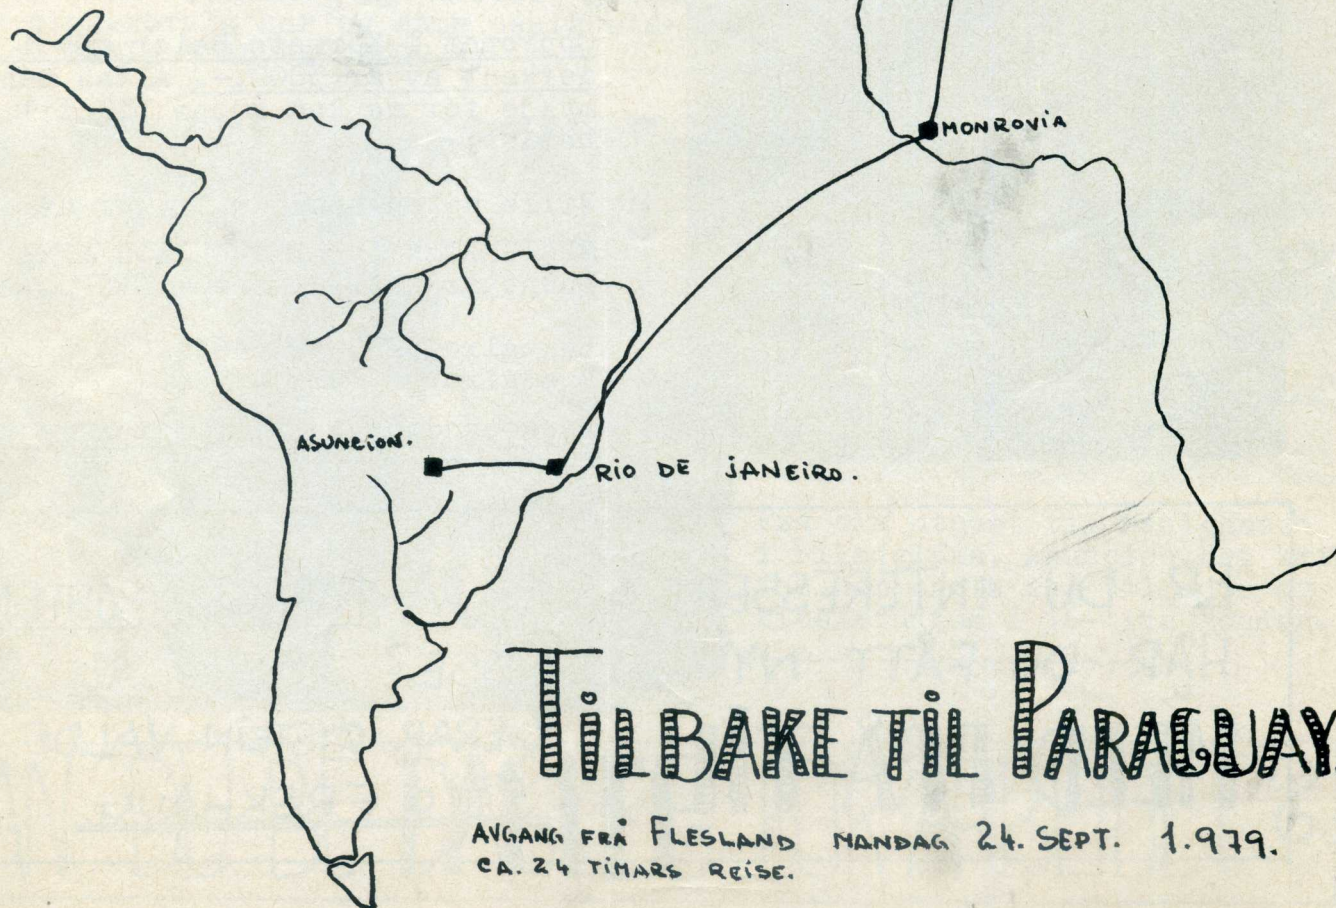 MONROVIA
ASUNCION.
RIO DE JANEIRO.
TILBAKE TIL PARAGUAY.
AVGANG FRÅ FLESLAND MANDAG 24. SEPT. 1.979.
CA. 24 TIMARS REISE.